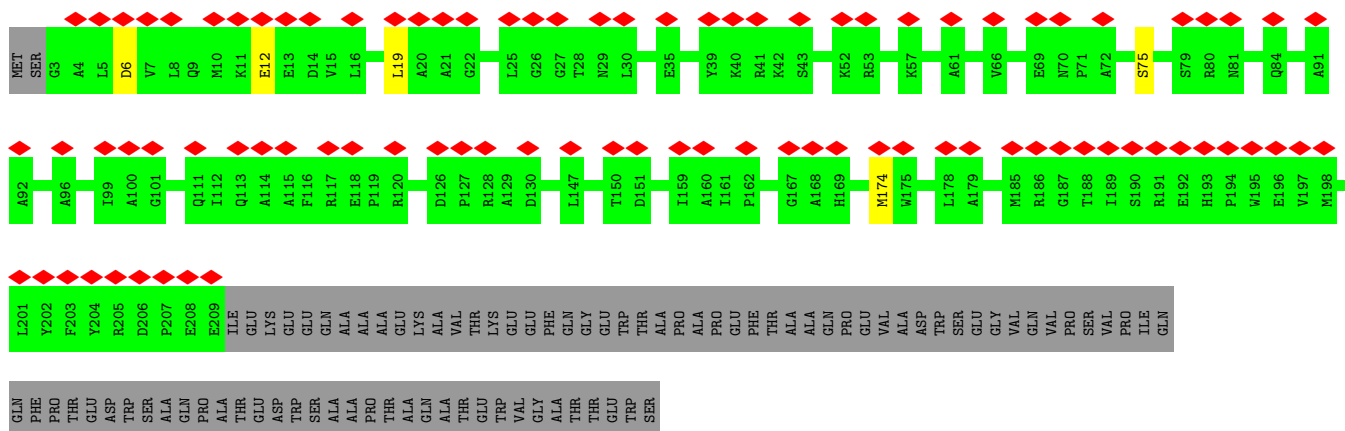 MET SER G3 A4 L5 D6 V7 L8 Q9 M10 K11 E12 E13 D14 V15 L16 L19 A20 A21 G22 L25 G26 G27 T28 N29 L30 E35 Y39 K40 R41 K42 S43 K52 R53 K57 A61 V66 E69 N70 P71 A72 S75 S79 R80 N81 Q84 A91
A92 A96 I99 A100 G101 Q111 I112 Q113 A114 A115 F116 R117 E118 P119 R120 D126 P127 R128 A129 D130 L147 T150 D151 I159 A160 I161 P162 G167 A168 H169 M174 W175 L178 A179 M185 R186 G187 T188 I189 S190 R191 E192 H193 P194 W195 E196 V197 M198
L201 Y202 F203 Y204 R205 D206 P207 E208 E209 ILE GLU LYS GLU GLU GLN ALA ALA ALA GLU LYS ALA VAL THR LYS GLU GLU PHE GLN GLY GLU TRP THR ALA PRO ALA PRO GLU PHE THR ALA ALA GLN PRO GLU VAL ALA ASP TRP SER GLU GLY VAL GLN VAL PRO SER VAL PRO ILE GLN
GLN PHE PRO THR GLU ASP TRP SER ALA GLN PRO ALA THR GLU ASP TRP SER ALA ALA PRO THR ALA GLN ALA THR GLU TRP VAL GLY ALA THR THR GLU TRP SER